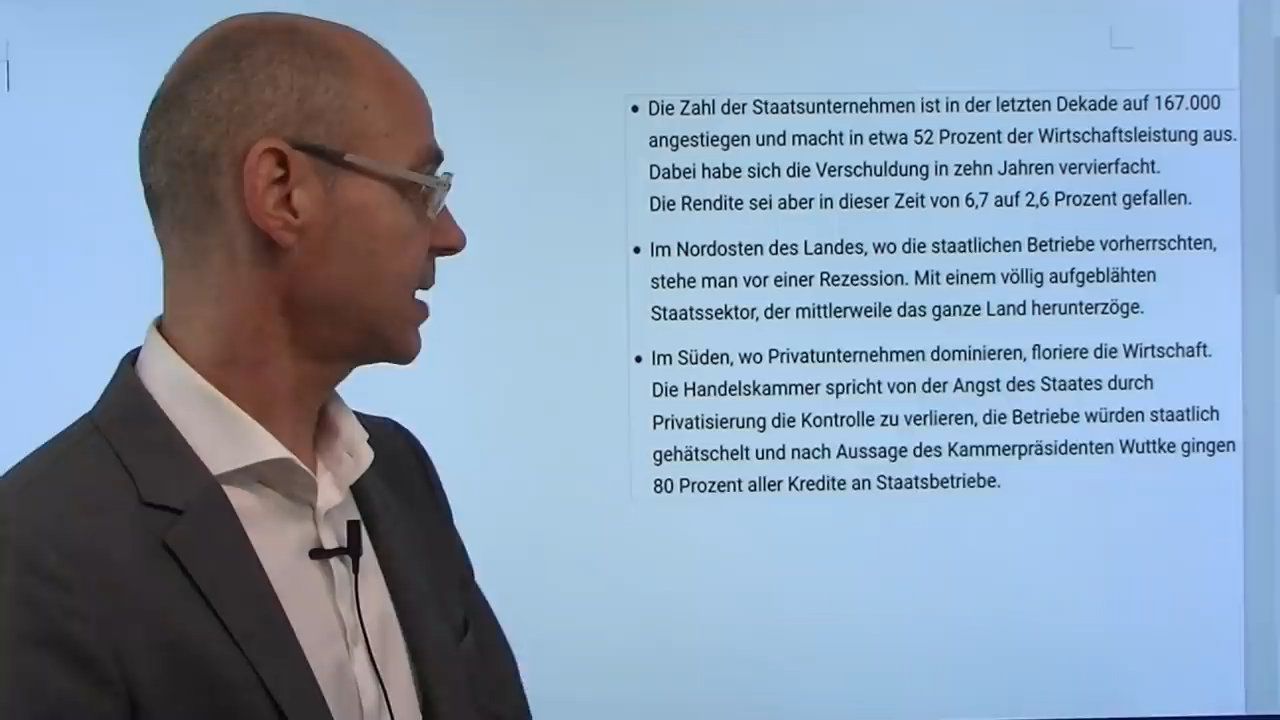 • Die Zahl der Staatsunternehmen ist in der letzten Dekade auf 167.000
angestiegen und macht in etwa 52 Prozent der Wirtschaftsleistung aus.
Dabei habe sich die Verschuldung in zehn Jahren vervierfacht.
Die Rendite sei aber in dieser Zeit von 6,7 auf 2,6 Prozent gefallen.
• Im Nordosten des Landes, wo die staatlichen Betriebe vorherrschten,
stehe man vor einer Rezession. Mit einem völlig aufgeblähten
Staatssektor, der mittlerweile das ganze Land herunterzöge.
• Im Süden, wo Privatunternehmen dominieren, floriere die Wirtschaft.
Die Handelskammer spricht von der Angst des Staates durch
Privatisierung die Kontrolle zu verlieren, die Betriebe würden staatlich
gehätschelt und nach Aussage des Kammerpräsidenten Wuttke gingen
80 Prozent aller Kredite an Staatsbetriebe.